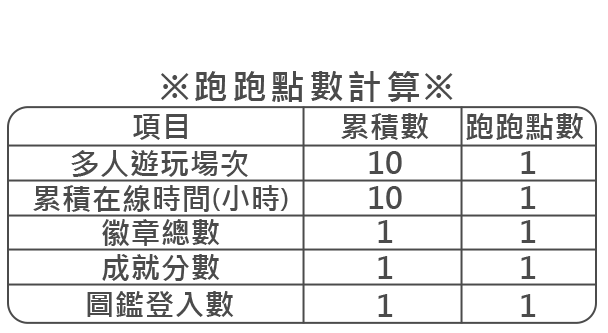 ※跑跑點數計算※
項目 累積數 跑跑點數
多人遊玩場次 10 1
累積在線時間(小時) 10 1
徽章總數 1 1
成就分數 1 1
圖鑑登入數 1 1